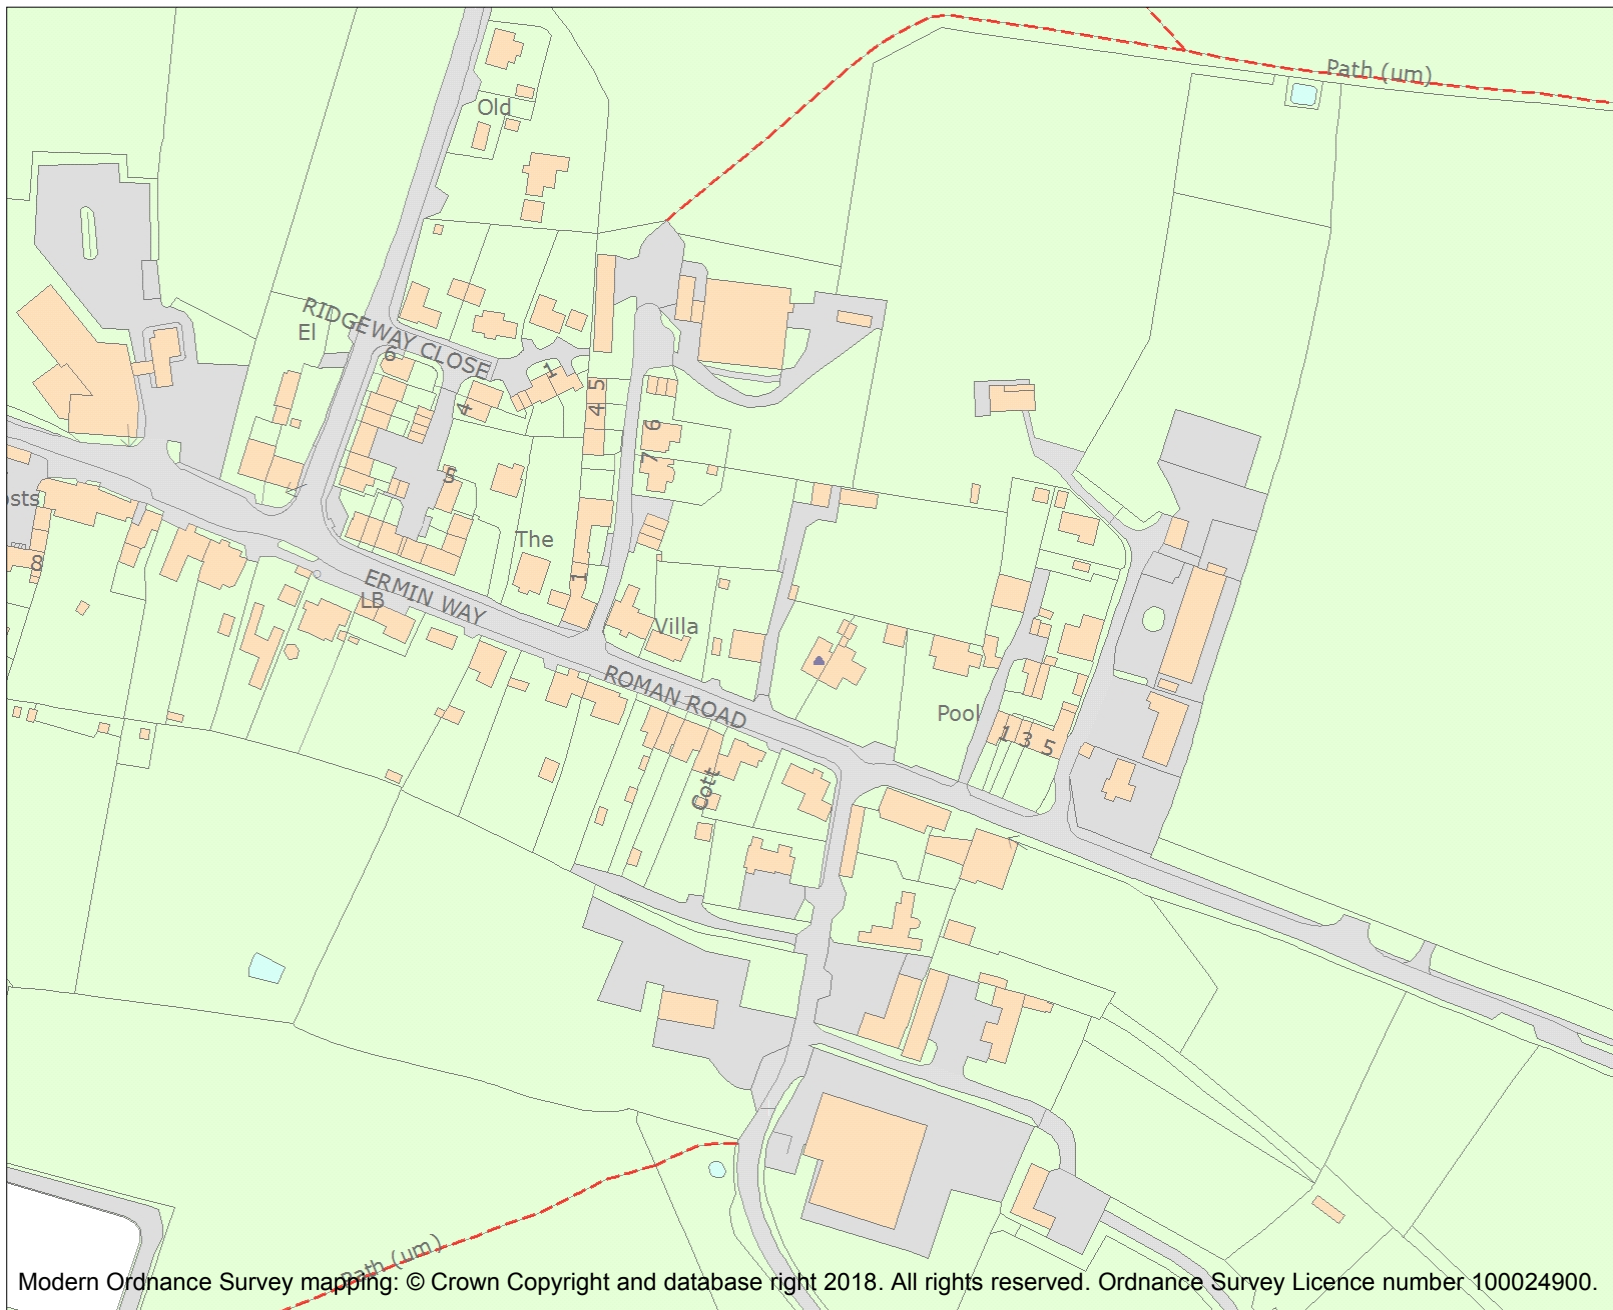 Path (um)
Old
RIDGEWAY CLOSE
El
6
1
4
5
4 5
6
7
5
osts
The
8
1
ERMIN WAY
LB
Villa
ROMAN ROAD
Pool
1 3 5
Cott
Path (um)
Modern Ordnance Survey mapping: © Crown Copyright and database right 2018. All rights reserved. Ordnance Survey Licence number 100024900.